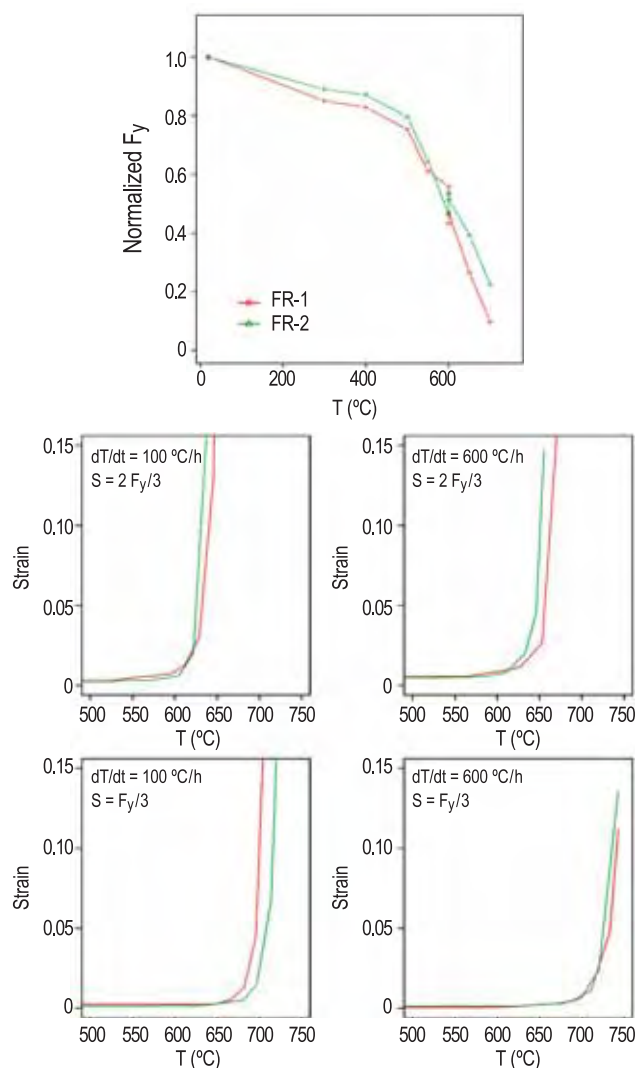 1.0
0.8
0.6
0.4
0.2
0
Normalized Fy
FR-1
FR-2
0 200 400 600
T (ºC)
0.15
0.10
0.05
0
Strain
dT/dt = 100 ºC/h
S = 2 Fy/3
500 550 600 650 700 750
T (ºC)
0.15
0.10
0.05
0
Strain
dT/dt = 600 ºC/h
S = 2 Fy/3
500 550 600 650 700 750
T (ºC)
0.15
0.10
0.05
0
Strain
dT/dt = 100 ºC/h
S = Fy/3
500 550 600 650 700 750
T (ºC)
0.15
0.10
0.05
0
Strain
dT/dt = 600 ºC/h
S = Fy/3
500 550 600 650 700 750
T (ºC)